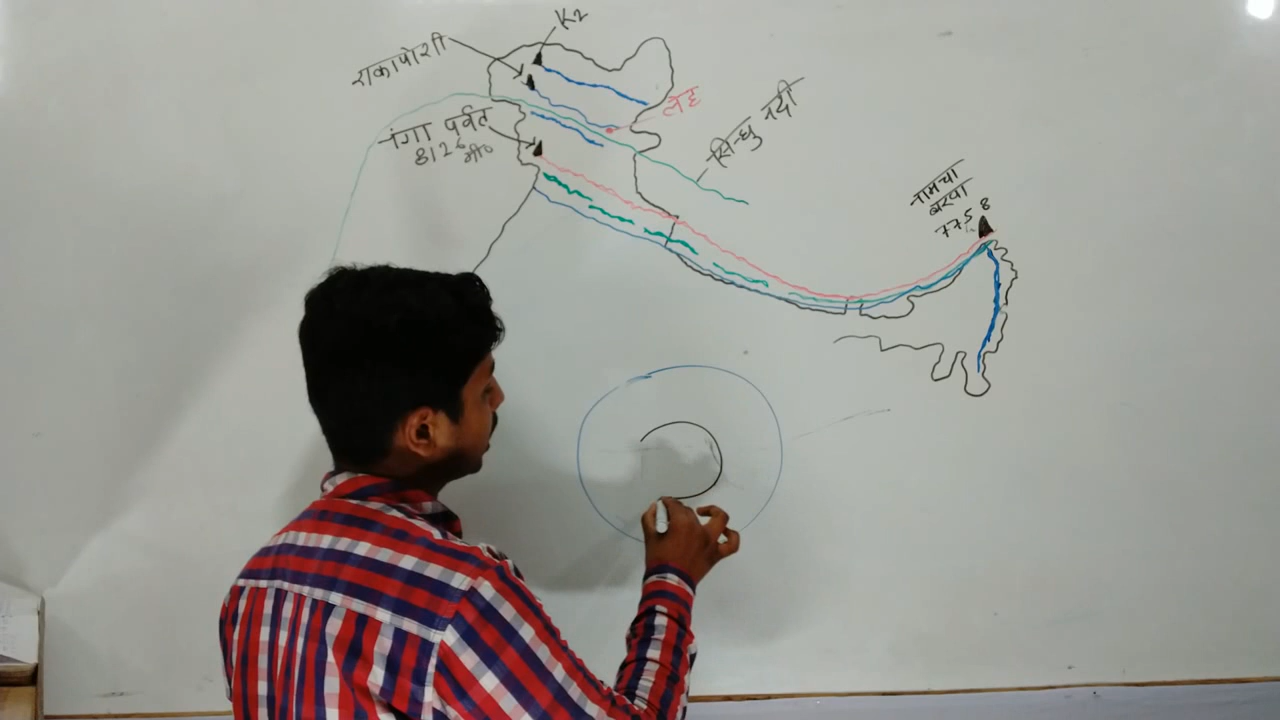 K2
राकापोशी
लेह
नंगा पर्वत
8126
मी०
सिन्धु नदी
नामचा
बरवा
7758